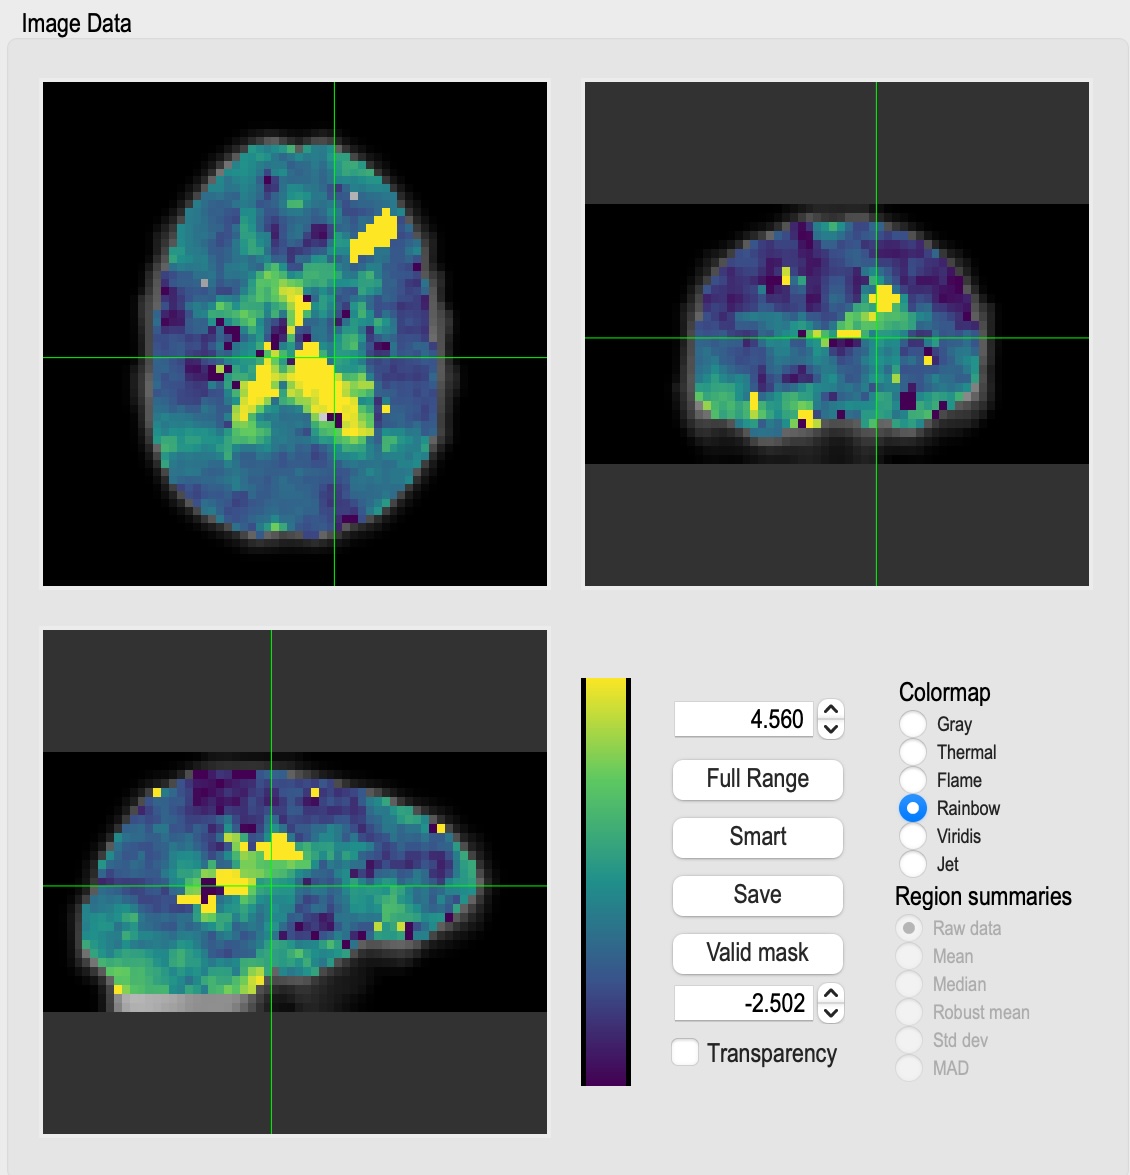 Image Data
4.560
Full Range
Smart
Save
Valid mask
-2.502
Transparency
Colormap
Gray
Thermal
Flame
Rainbow
Viridis
Jet
Region summaries
Raw data
Mean
Median
Robust mean
Std dev
MAD